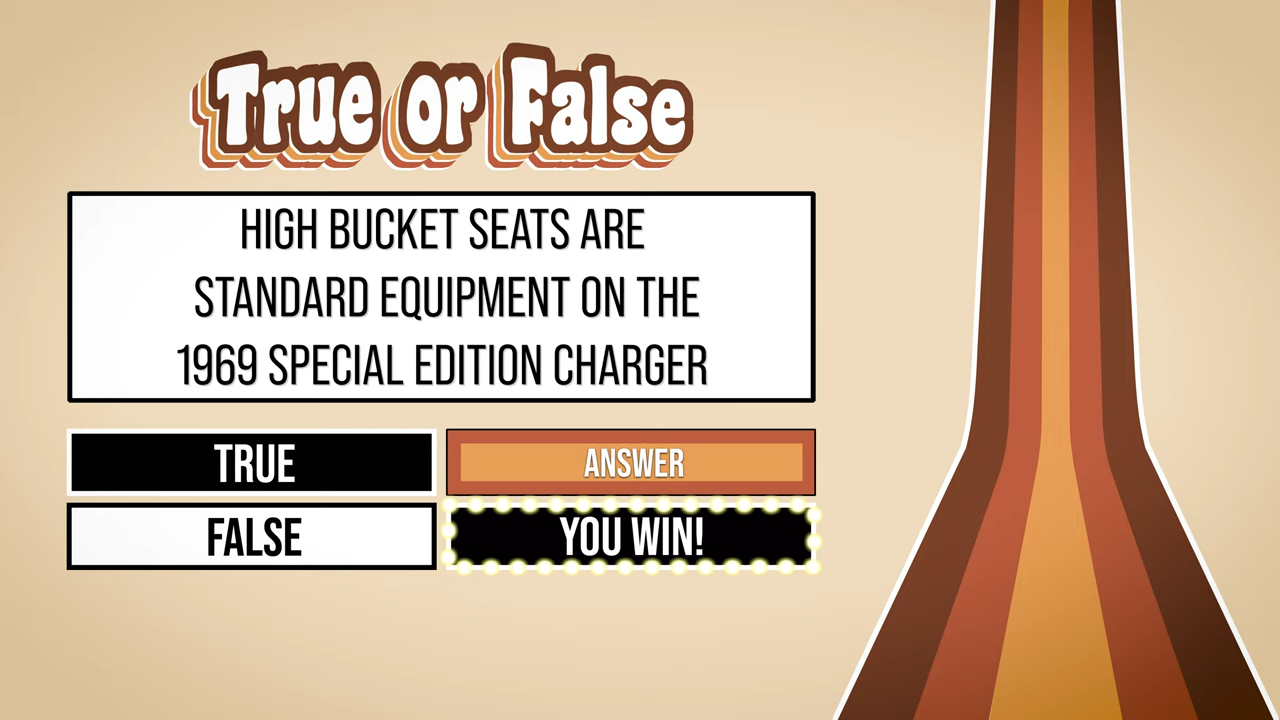 True or False
HIGH BUCKET SEATS ARE
STANDARD EQUIPMENT ON THE
1969 SPECIAL EDITION CHARGER
TRUE
ANSWER
FALSE
YOU WIN!